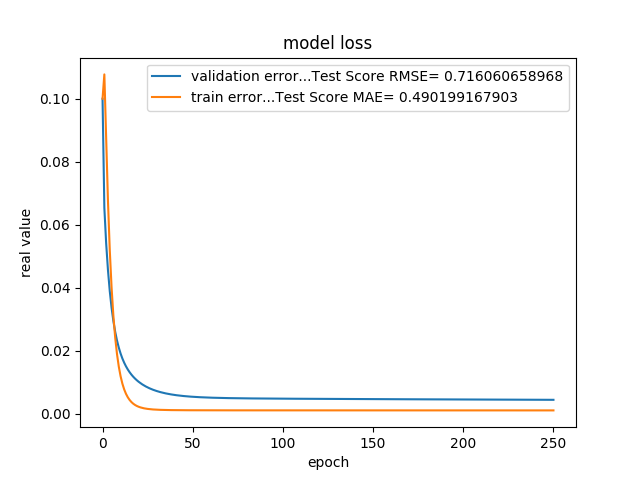 model loss
validation error...Test Score RMSE= 0.716060658968
train error...Test Score MAE= 0.490199167903
0.10
0.08
0.06
0.04
0.02
0.00
real value
0 50 100 150 200 250
epoch